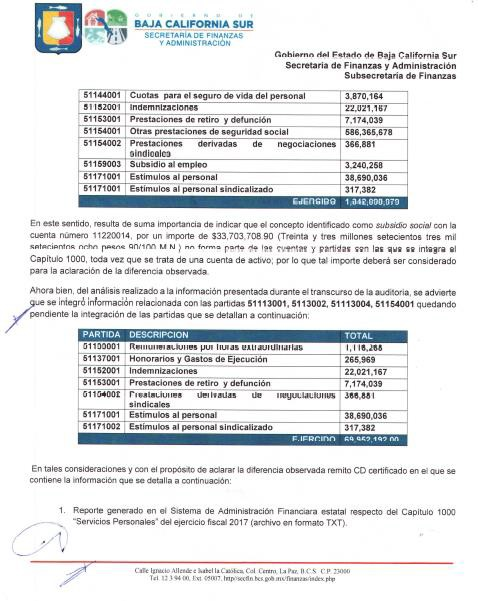 GOBIERNO DE
BAJA CALIFORNIA SUR
SECRETARÍA DE FINANZAS
Y ADMINISTRACIÓN
Gobierno del Estado de Baja California Sur
Secretaría de Finanzas y Administración
Subsecretaría de Finanzas
51144001 Cuotas para el seguro de vida del personal 3,870,164
51152001 Indemnizaciones 22,021,167
51153001 Prestaciones de retiro y defunción 7,174,039
51154001 Otras prestaciones de seguridad social 586,365,678
51154002 Prestaciones derivadas de negociaciones 366,881
sindicales
51159003 Subsidio al empleo 3,240,258
51171001 Estímulos al personal 38,690,036
51171001 Estímulos al personal sindicalizado 317,382
EJERCIDO
En este sentido, resulta de suma importancia de indicar que el concepto identificado como subsidio social con la
cuenta número 11220014, por un importe de $33,703,708.90 (Treinta y tres millones setecientos tres mil
setecientos ocho pesos 90/100 M.N.) no forma parte de las cuentas y partidas con las que se integra el
Capítulo 1000, toda vez que se trata de una cuenta de activo; por lo que tal importe deberá ser considerado
para la aclaración de la diferencia observada.
Ahora bien, del análisis realizado a la información presentada durante el transcurso de la auditoria, se advierte
que se integró información relacionada con las partidas 51113001, 5113002, 51113004, 51154001 quedando
pendiente la integración de las partidas que se detallan a continuación:
PARTIDA DESCRIPCION TOTAL
Remuneraciones por horas extraordinarias 1,116,268
51137001 Honorarios y Gastos de Ejecución 265,969
51152001 Indemnizaciones 22,021,167
51153001 Prestaciones de retiro y defunción 7,174,039
51154002 Prestaciones derivadas de negociaciones 366,881
sindicales
51171001 Estímulos al personal 38,690,036
51171002 Estímulos al personal sindicalizado 317,382
EJERCIDO 69,952,192.00
En tales consideraciones y con el propósito de aclarar la diferencia observada remito CD certificado en el que se
contiene la información que se detalla a continuación:
1. Reporte generado en el Sistema de Administración Financiara estatal respecto del Capítulo 1000
"Servicios Personales" del ejercicio fiscal 2017 (archivo en formato TXT).
Calle Ignacio Allende e Isabel la Católica, Col. Centro, La Paz, B.C.S C.P. 23000
Tel. 12 3 94 00, Ext. 05007, http//secfin.bcs.gob.mx/finanzas/index.php